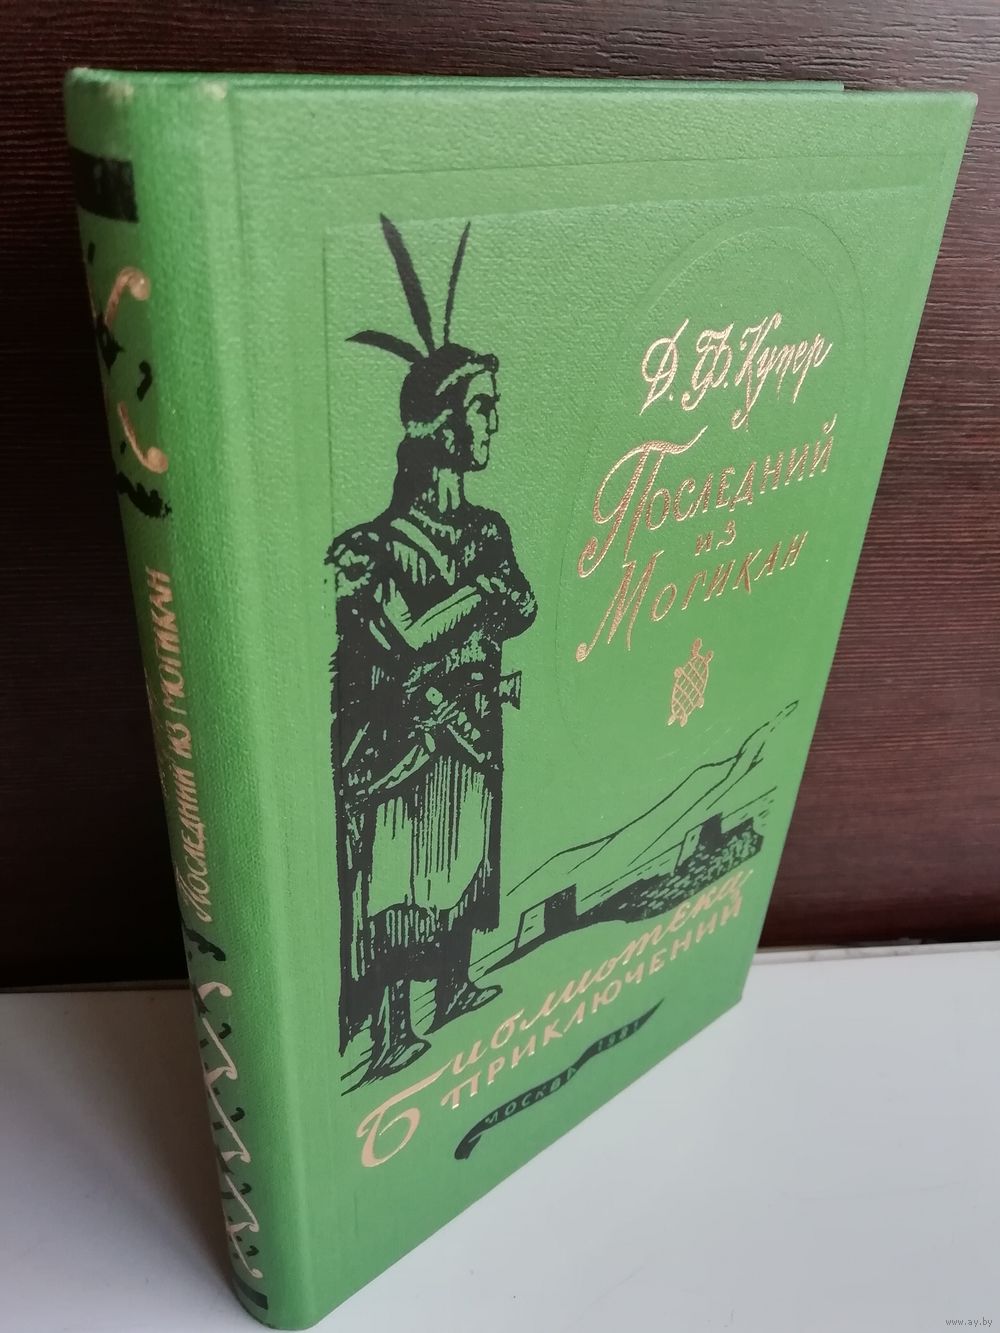 Д. Ф. Купер
Последний
из
Могикан
Библиотека
приключений
Москва 1981
Последний из Могикан
www.ay.by